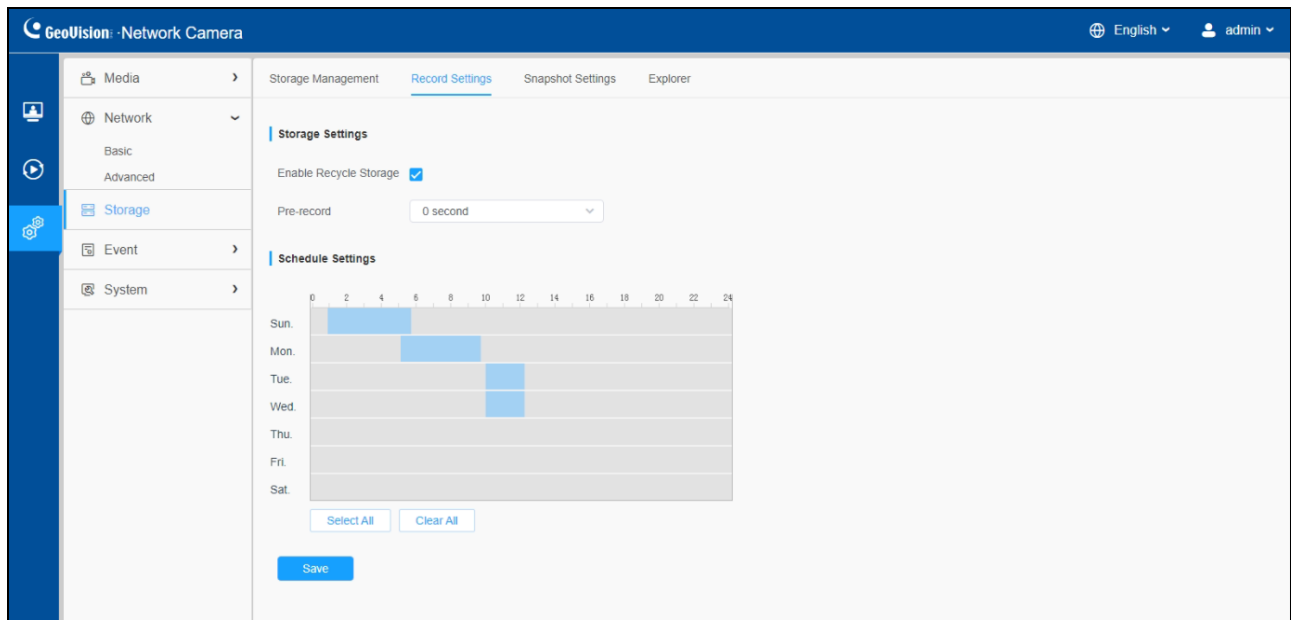 GeoVision Network Camera English admin
Media
Storage Management Record Settings Snapshot Settings Explorer
Network
Storage Settings
Basic
Enable Recycle Storage
Advanced
Storage
Pre-record 0 second
Event
Schedule Settings
System
0 2 4 6 8 10 12 14 16 18 20 22 24
Sun.
Mon.
Tue.
Wed.
Thu.
Fri.
Sat.
Select All Clear All
Save